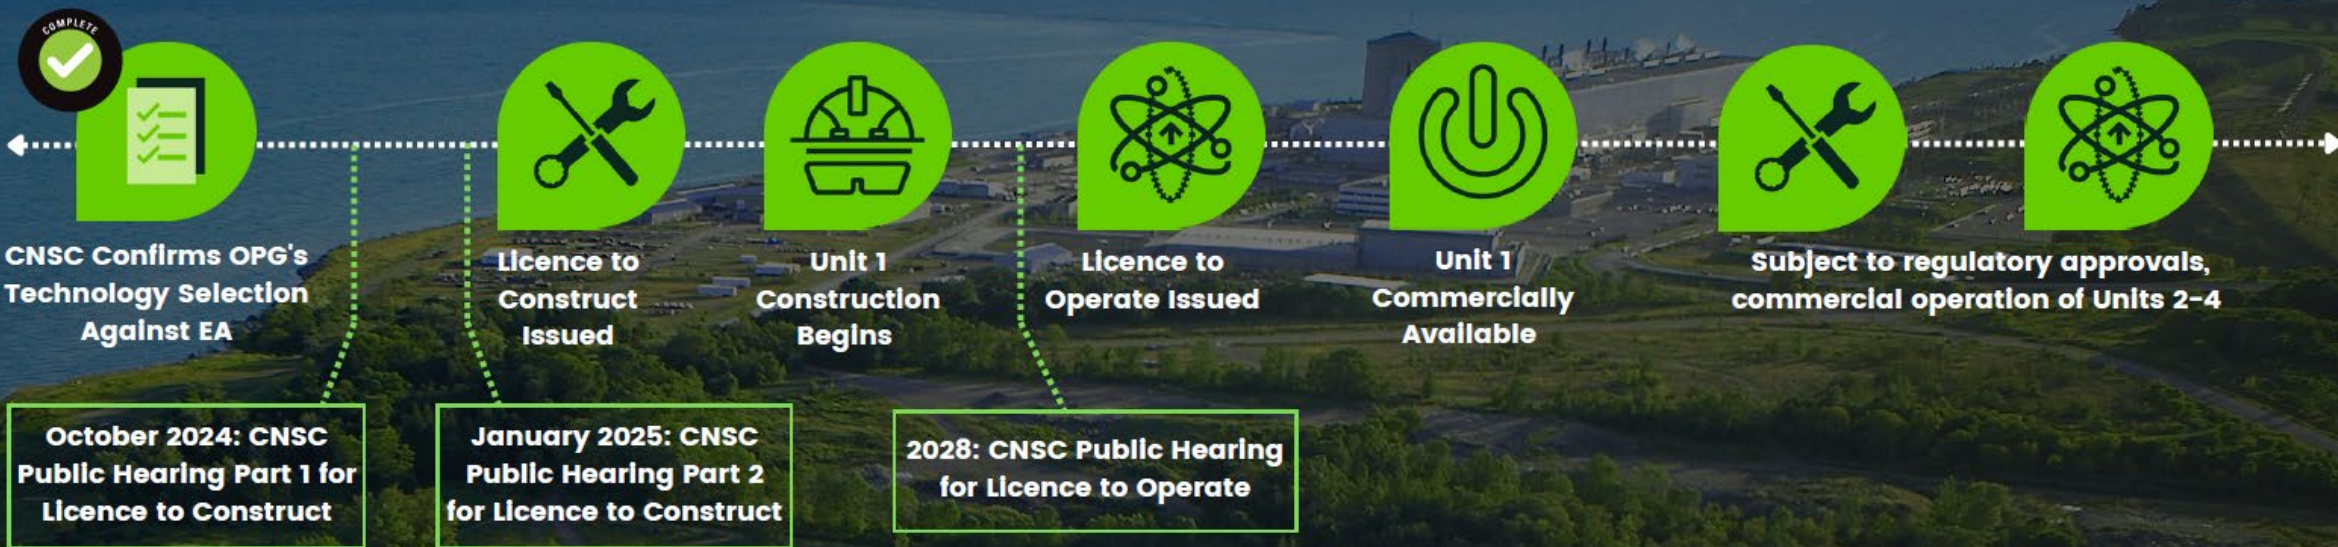 COMPLETE
CNSC Confirms OPG's
Technology Selection
Against EA
Licence to
Construct
Issued
Unit 1
Construction
Begins
Licence to
Operate Issued
Unit 1
Commercially
Available
Subject to regulatory approvals,
commercial operation of Units 2-4
October 2024: CNSC
Public Hearing Part 1 for
Licence to Construct
January 2025: CNSC
Public Hearing Part 2
for Licence to Construct
2028: CNSC Public Hearing
for Licence to Operate